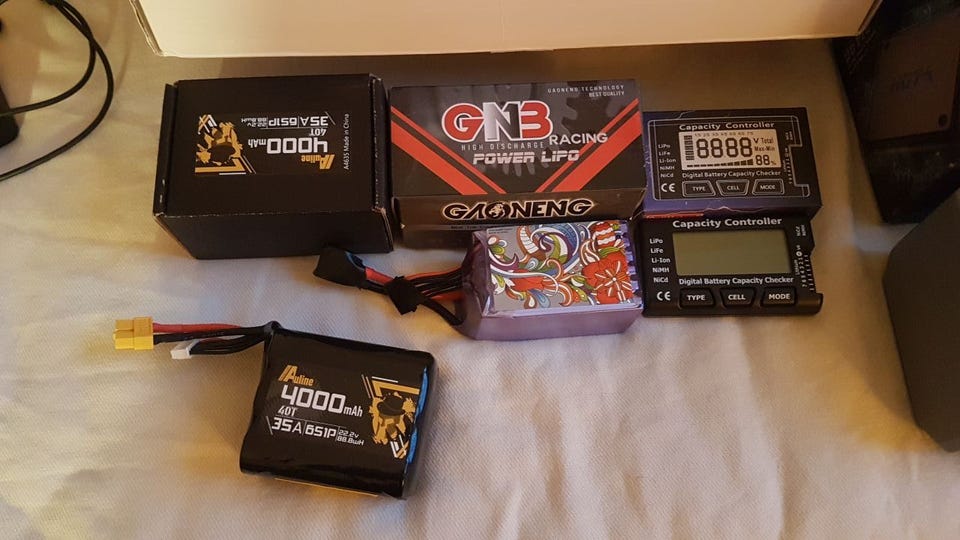 Auline
4000mAh
40T
35A 6S1P 22.2V
88.8wH
A4635 Made in China
GAONENG TECHNOLOGY
BEST QUALITY
GNB
RACING
HIGH DISCHARGE
POWER LIPO
GAONENG
Capacity Controller
LiPo
LiFe
Li-Ion
NiMH
NiCd
8888 V Total
Max-Min
88%
Digital Battery Capacity Checker
CE TYPE CELL MODE
Capacity Controller
LiPo
LiFe
Li-Ion
NiMH
NiCd
Digital Battery Capacity Checker
CE TYPE CELL MODE
Auline
4000mAh
40T
35A 6S1P 22.2v
88.8wH